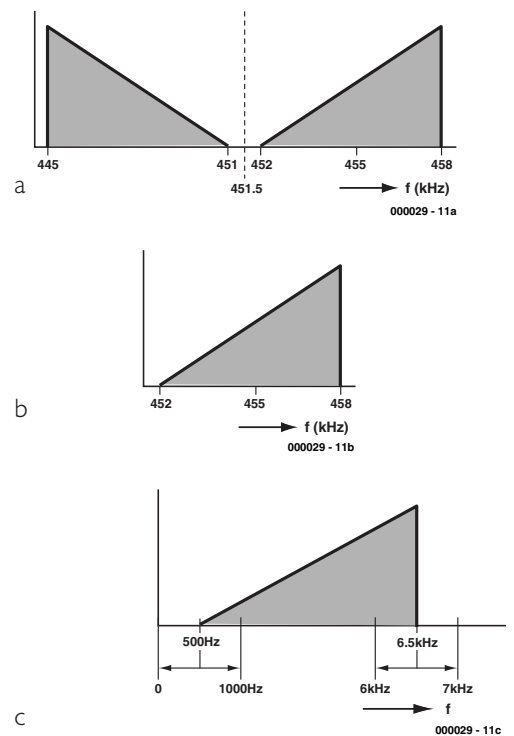 445 451 452 455 458
451.5
f (kHz)
a
000029 - 11a
452 455 458
b
f (kHz)
000029 - 11b
500Hz 6.5kHz
0 1000Hz 6kHz 7kHz
f
c
000029 - 11c